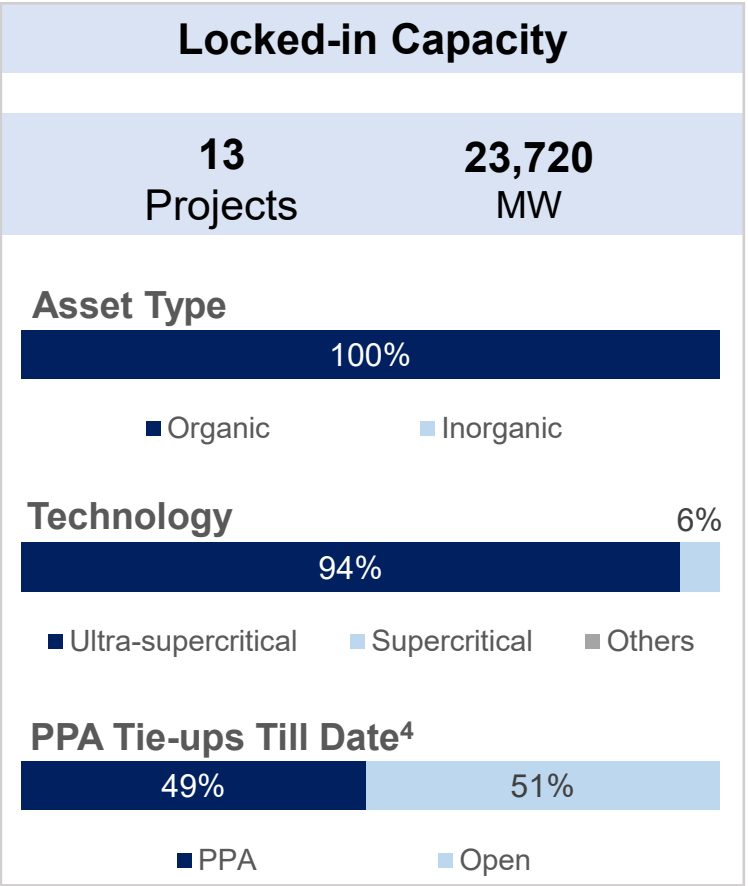 Locked-in Capacity
13 23,720
Projects MW
Asset Type
100%
Organic Inorganic
Technology 6%
94%
Ultra-supercritical Supercritical Others
PPA Tie-ups Till Date⁴
49% 51%
PPA Open